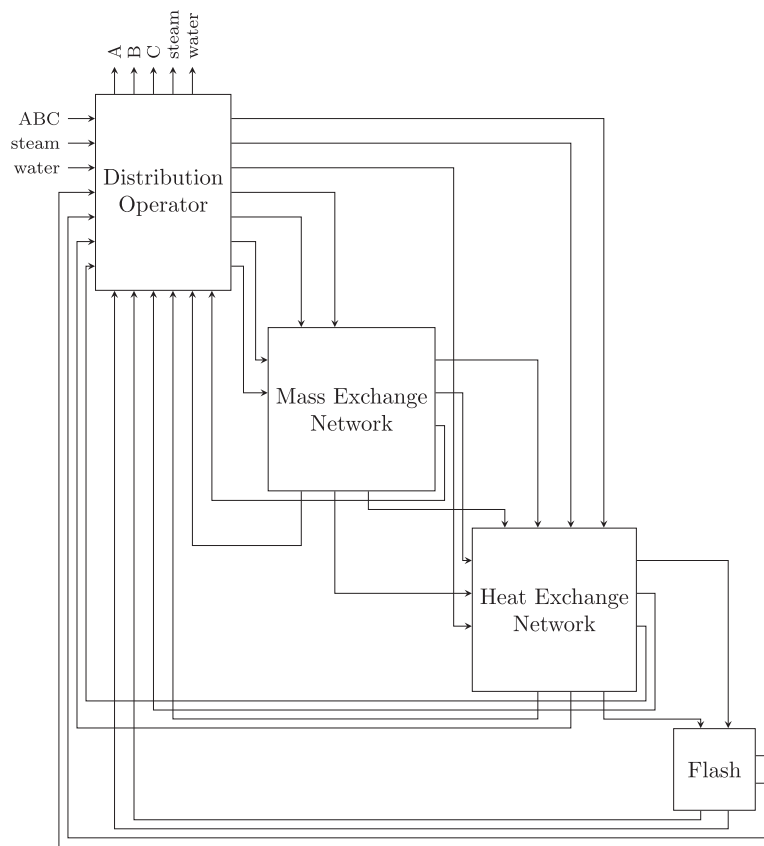 A
B
C
steam
water
ABC
steam
water
Distribution
Operator
Mass Exchange
Network
Heat Exchange
Network
Flash